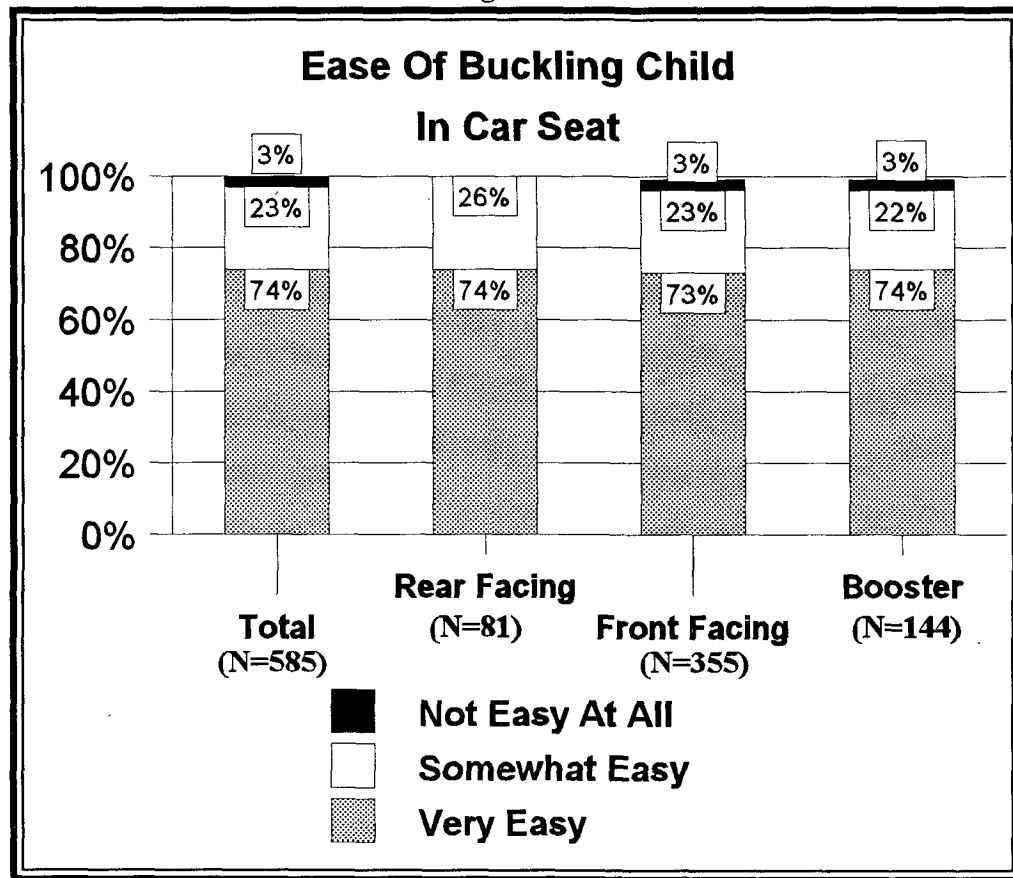 Ease Of Buckling Child
In Car Seat
3% 3% 3%
100%
23% 26% 23% 22%
80%
74% 74% 73% 74%
60%
40%
20%
0%
Rear Facing Booster
(N=81) (N=144)
Total Front Facing
(N=585) (N=355)
Not Easy At All
Somewhat Easy
Very Easy